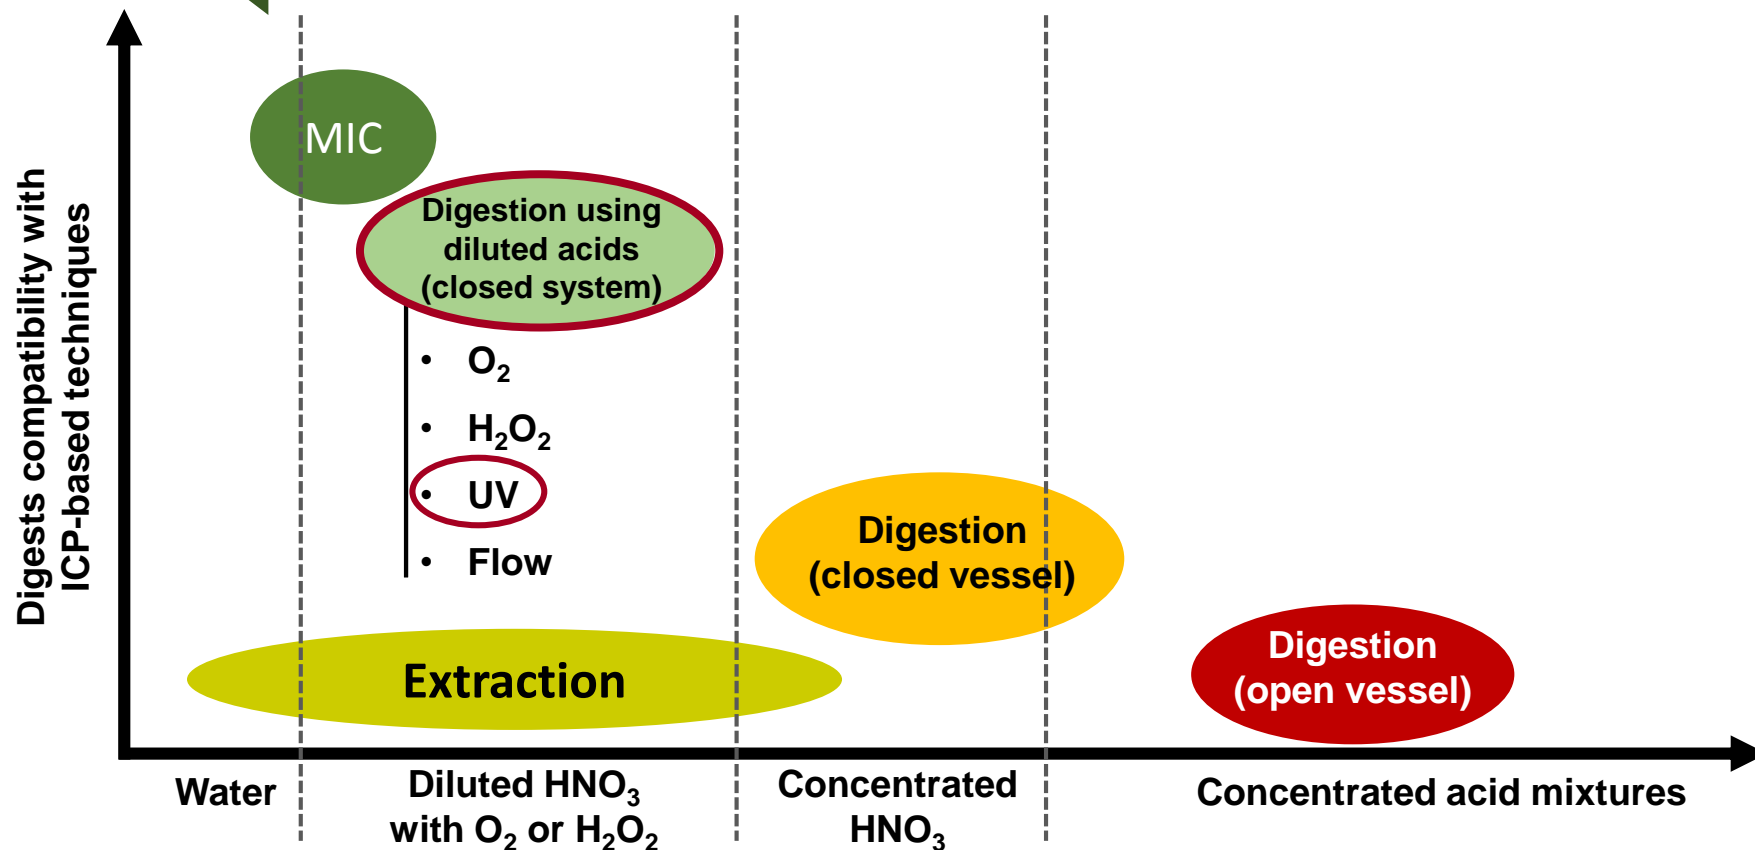 Digests compatibility with
ICP-based techniques
MIC
Digestion using
diluted acids
(closed system)
• O₂
• H₂O₂
• UV
• Flow
Digestion
(closed vessel)
Extraction
Digestion
(open vessel)
Water
Diluted HNO₃
with O₂ or H₂O₂
Concentrated
HNO₃
Concentrated acid mixtures